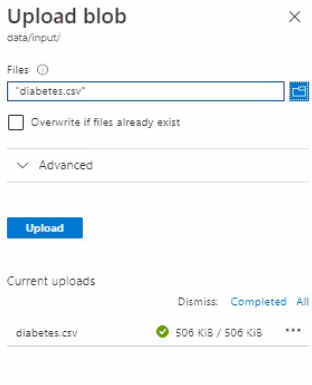 Upload blob
data/input/
Files
"diabetes.csv"
Overwrite if files already exist
Advanced
Upload
Current uploads
Dismiss: Completed All
diabetes.csv 506 KiB / 506 KiB